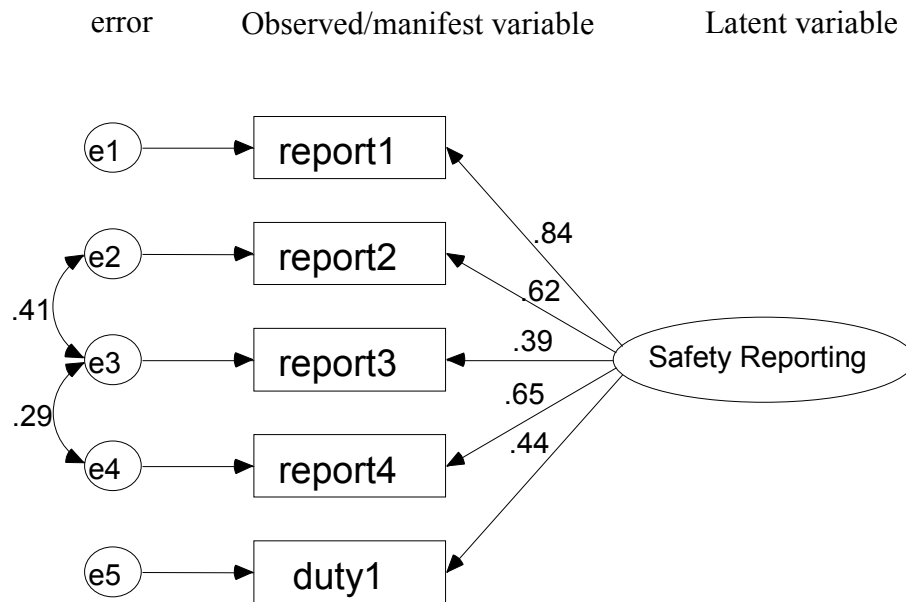 error Observed/manifest variable Latent variable
e1 report1
.84
e2 report2
.62
.41
e3 report3 .39 Safety Reporting
.65
.29
.44
e4 report4
e5 duty1